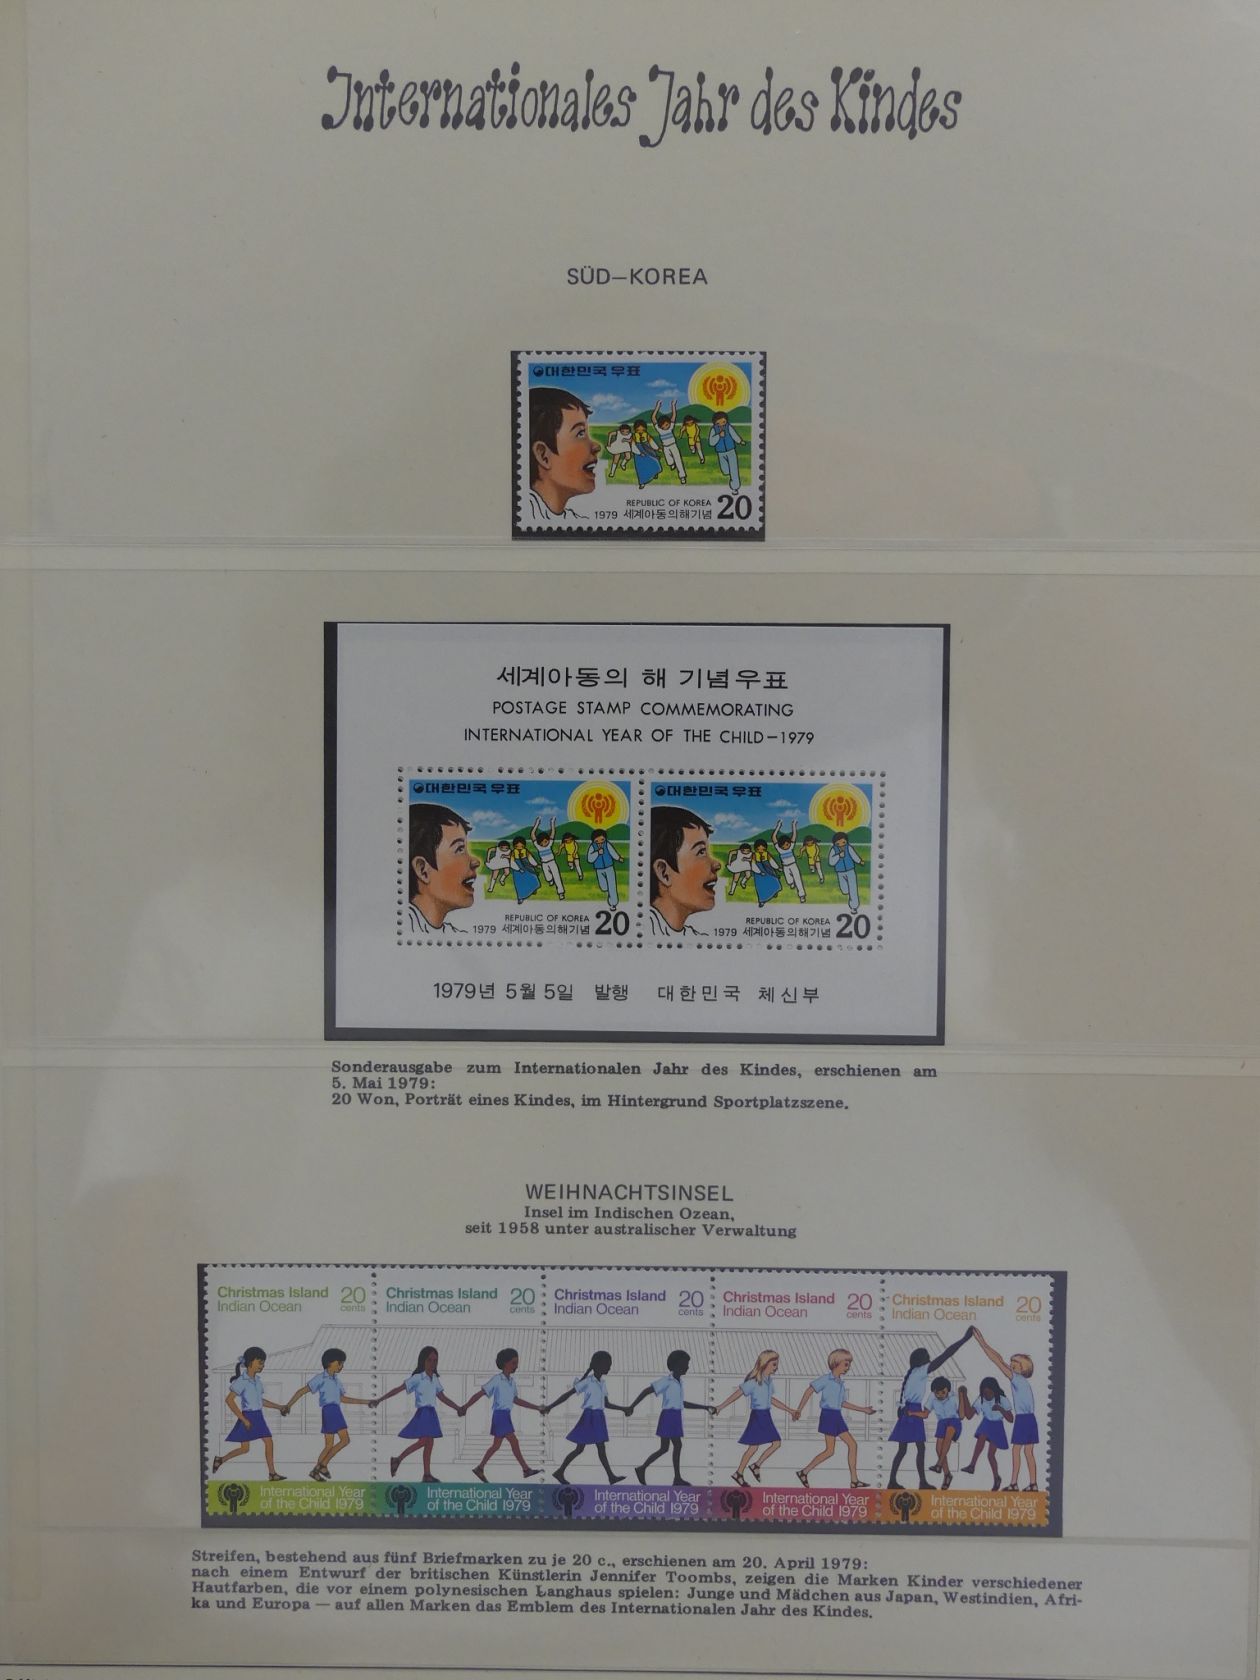 Internationales Jahr des Kindes
SÜD—KOREA
대한민국 우표
REPUBLIC OF KOREA
1979 세계아동의해기념 20
세계아동의 해 기념우표
POSTAGE STAMP COMMEMORATING
INTERNATIONAL YEAR OF THE CHILD—1979
대한민국 우표 대한민국 우표
REPUBLIC OF KOREA REPUBLIC OF KOREA
1979 세계아동의해기념 20 1979 세계아동의해기념 20
1979년 5월 5일 발행 대한민국 체신부
Sonderausgabe zum Internationalen Jahr des Kindes, erschienen am
5. Mai 1979:
20 Won, Porträt eines Kindes, im Hintergrund Sportplatzszene.
WEIHNACHTSINSEL
Insel im Indischen Ozean,
seit 1958 unter australischer Verwaltung
Christmas Island 20 Christmas Island 20 Christmas Island 20 Christmas Island 20 Christmas Island 20
Indian Ocean cents Indian Ocean cents Indian Ocean cents Indian Ocean cents Indian Ocean cents
International Year International Year International Year International Year International Year
of the Child 1979 of the Child 1979 of the Child 1979 of the Child 1979 of the Child 1979
Streifen, bestehend aus fünf Briefmarken zu je 20 c., erschienen am 20. April 1979:
nach einem Entwurf der britischen Künstlerin Jennifer Toombs, zeigen die Marken Kinder verschiedener
Hautfarben, die vor einem polynesischen Langhaus spielen: Junge und Mädchen aus Japan, Westindien, Afri-
ka und Europa — auf allen Marken das Emblem des Internationalen Jahr des Kindes.